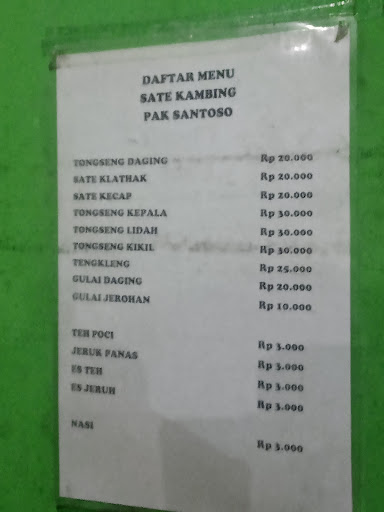 DAFTAR MENU
SATE KAMBING
PAK SANTOSO
TONGSENG DAGING Rp 20.000
SATE KLATHAK Rp 20.000
SATE KECAP Rp 20.000
TONGSENG KEPALA Rp 30.000
TONGSENG LIDAH Rp 30.000
TONGSENG KIKIL Rp 30.000
TENGKLENG Rp 25.000
GULAI DAGING Rp 20.000
GULAI JEROHAN Rp 10.000
TEH POCI Rp 3.000
JERUK PANAS Rp 3.000
ES TEH Rp 3.000
ES JERUH Rp 3.000
NASI Rp 3.000